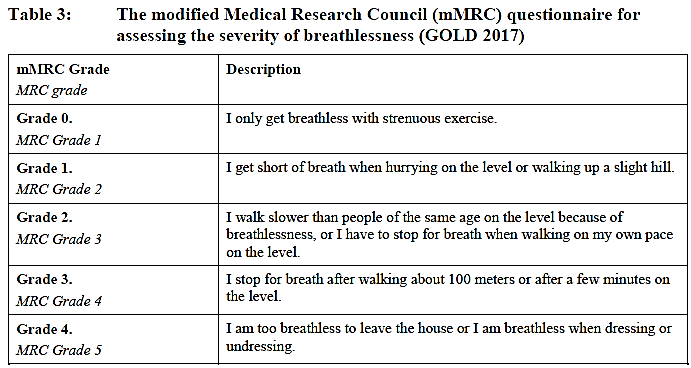 Table 3: The modified Medical Research Council (mMRC) questionnaire for
assessing the severity of breathlessness (GOLD 2017)
mMRC Grade Description
MRC grade
Grade 0. I only get breathless with strenuous exercise.
MRC Grade 1
Grade 1. I get short of breath when hurrying on the level or walking up a slight hill.
MRC Grade 2
Grade 2. I walk slower than people of the same age on the level because of
MRC Grade 3 breathlessness, or I have to stop for breath when walking on my own pace
on the level.
Grade 3. I stop for breath after walking about 100 meters or after a few minutes on
MRC Grade 4 the level.
Grade 4. I am too breathless to leave the house or I am breathless when dressing or
MRC Grade 5 undressing.